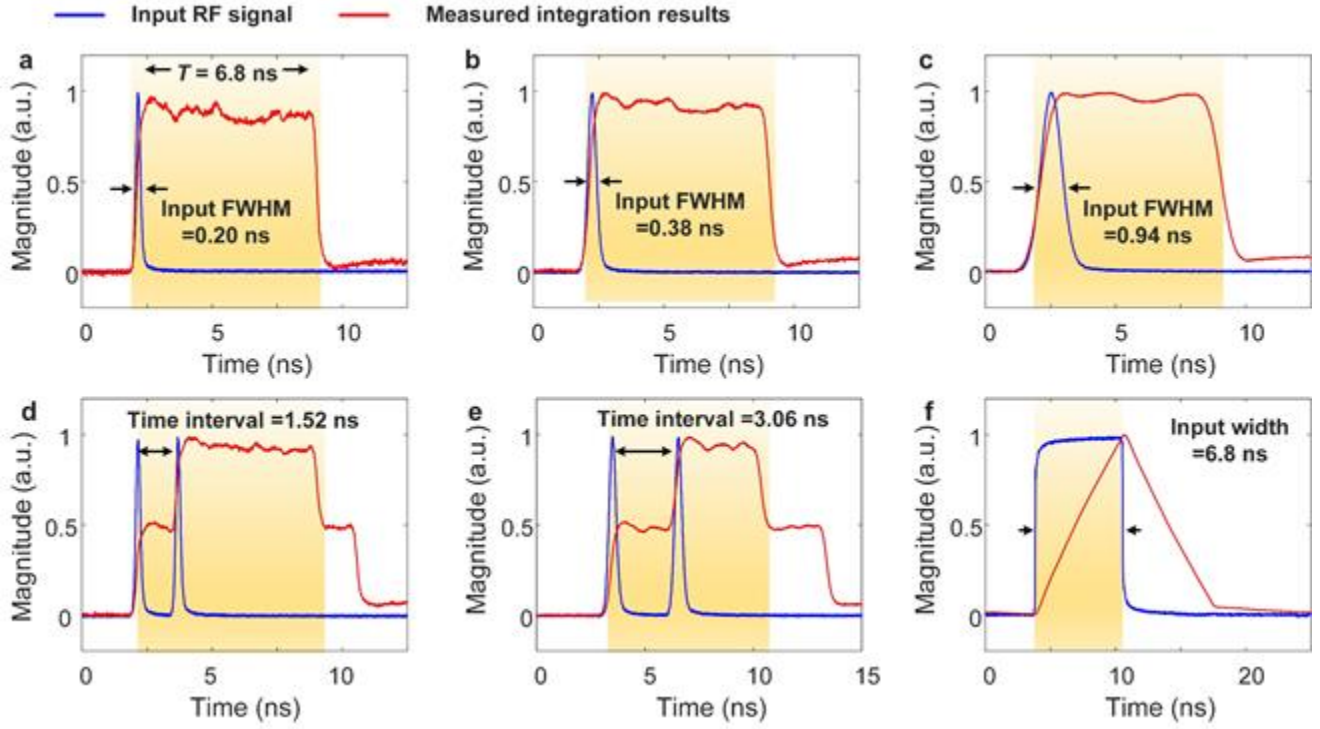 Input RF signal
Measured integration results
a
T = 6.8 ns
Input FWHM
=0.20 ns
Magnitude (a.u.)
1
0.5
0
0
5
10
Time (ns)
b
Input FWHM
=0.38 ns
Magnitude (a.u.)
1
0.5
0
0
5
10
Time (ns)
c
Input FWHM
=0.94 ns
Magnitude (a.u.)
1
0.5
0
0
5
10
Time (ns)
d
Time interval =1.52 ns
Magnitude (a.u.)
1
0.5
0
0
5
10
Time (ns)
e
Time interval =3.06 ns
Magnitude (a.u.)
1
0.5
0
0
5
10
15
Time (ns)
f
Input width
=6.8 ns
Magnitude (a.u.)
1
0.5
0
0
10
20
Time (ns)